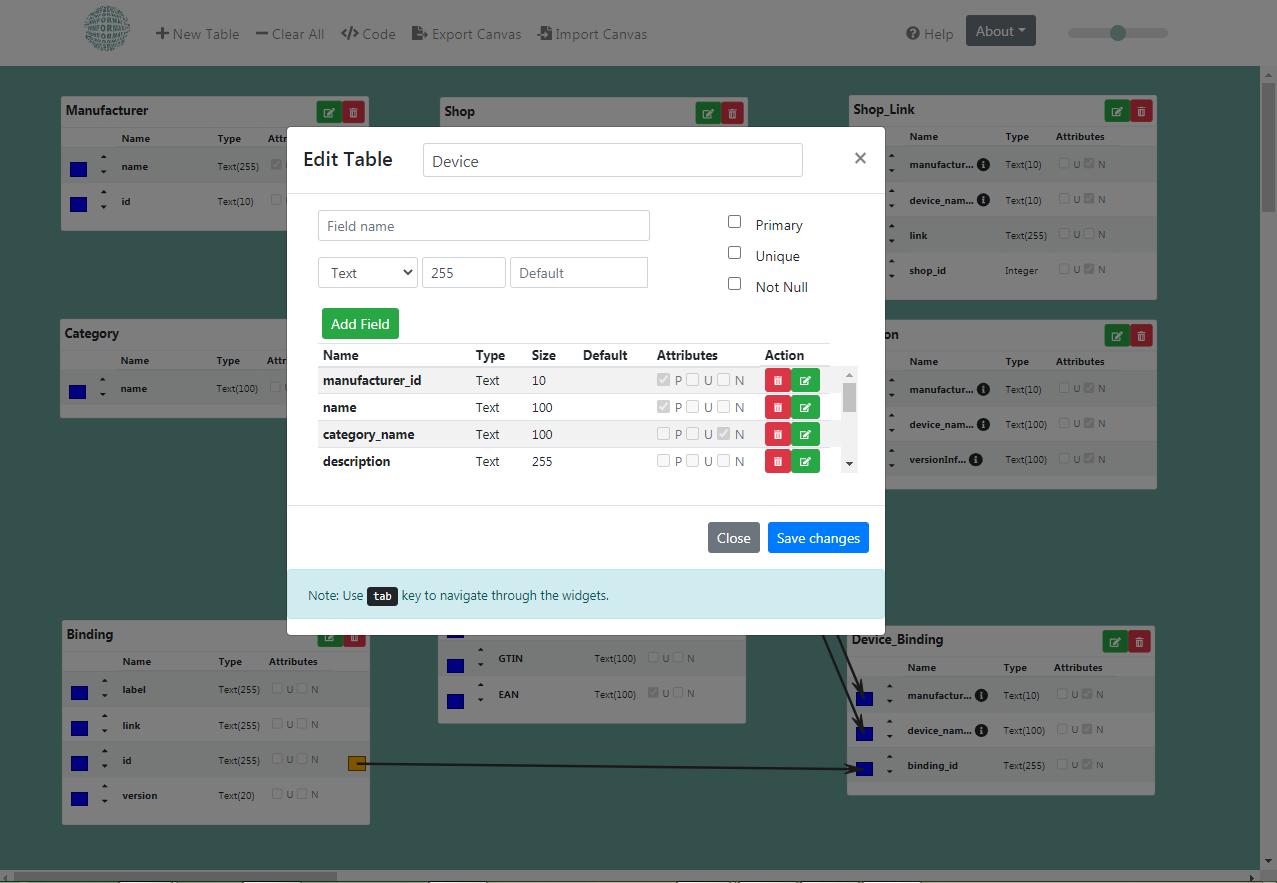 New Table Clear All Code Export Canvas Import Canvas Help About
Manufacturer
Name Type Attr
name Text(255)
id Text(10)
Shop
Shop_Link
Name Type Attributes
manufactur... Text(10) U N
device_nam... Text(10) U N
link Text(255) U N
shop_id Integer U N
Edit Table Device ×
Field name
Text 255 Default
Primary
Unique
Not Null
Add Field
Name Type Size Default Attributes Action
manufacturer_id Text 10 P U N
name Text 100 P U N
category_name Text 100 P U N
description Text 255 P U N
Close Save changes
Note: Use tab key to navigate through the widgets.
Category
Name Type Attr
name Text(100)
on
Name Type Attributes
manufactur... Text(10) U N
device_nam... Text(100) U N
versionInf... Text(100) U N
Binding
Name Type Attributes
label Text(255) U N
link Text(255) U N
id Text(255) U N
version Text(20) U N
GTIN Text(100) U N
EAN Text(100) U N
Device_Binding
Name Type Attributes
manufactur... Text(10) U N
device_nam... Text(100) U N
binding_id Text(255) U N